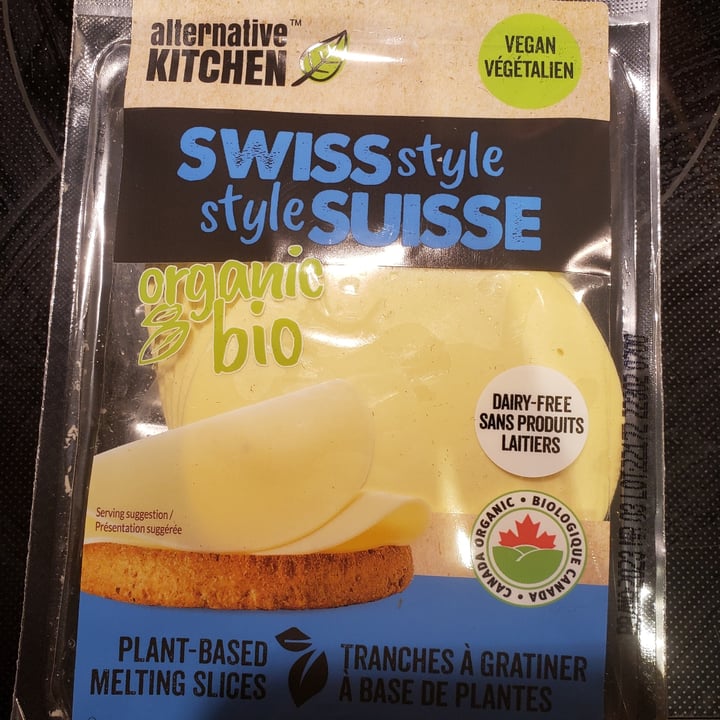 alternative™
KITCHEN
VEGAN
VÉGÉTALIEN
SWISS style
style SUISSE
organic
bio
DAIRY-FREE
SANS PRODUITS
LAITIERS
Serving suggestion /
Présentation suggérée
CANADA ORGANIC • BIOLOGIQUE CANADA •
PLANT-BASED
MELTING SLICES
TRANCHES À GRATINER
À BASE DE PLANTES